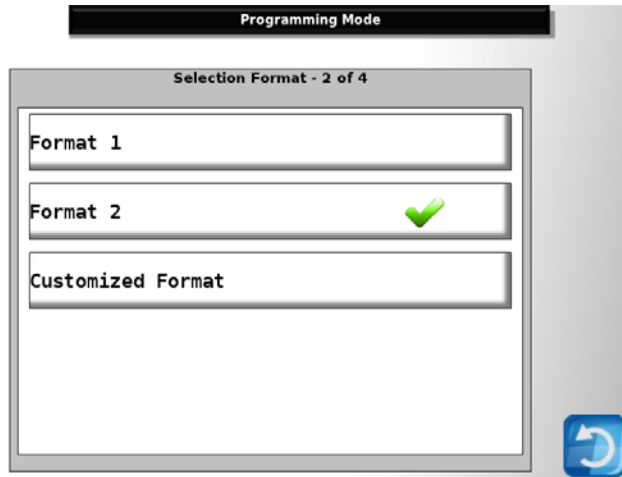 Programming Mode
Selection Format - 2 of 4
Format 1
Format 2
Customized Format